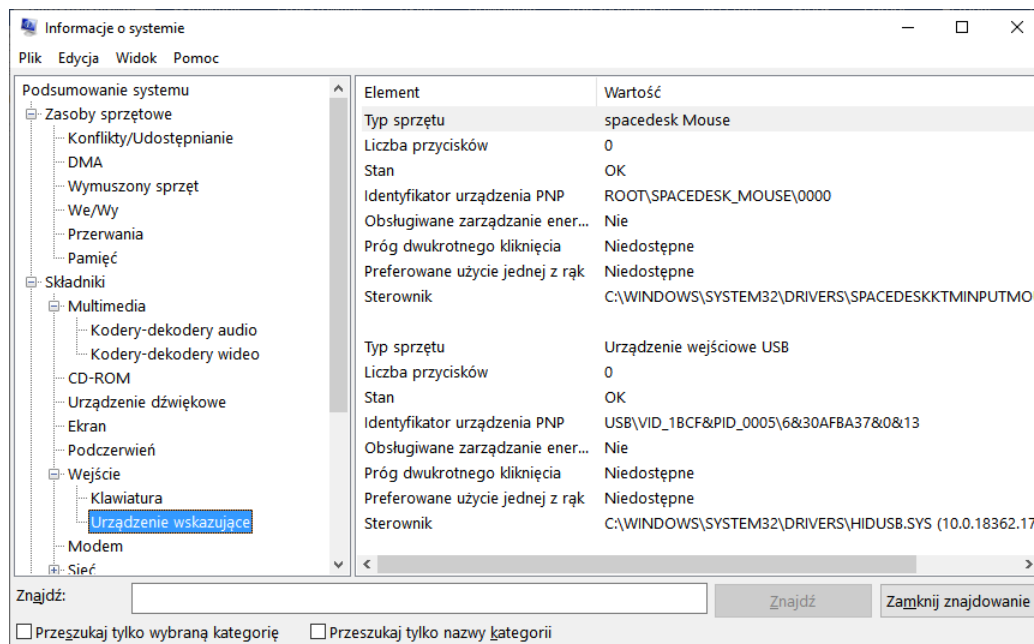 Informacje o systemie
Plik Edycja Widok Pomoc
Podsumowanie systemu
Zasoby sprzętowe
Konflikty/Udostępnianie
DMA
Wymuszony sprzęt
We/Wy
Przerwania
Pamięć
Składniki
Multimedia
Kodery-dekodery audio
Kodery-dekodery wideo
CD-ROM
Urządzenie dźwiękowe
Ekran
Podczerwień
Wejście
Klawiatura
Urządzenie wskazujące
Modem
Sieć
Element Wartość
Typ sprzętu spacedesk Mouse
Liczba przycisków 0
Stan OK
Identyfikator urządzenia PNP ROOT\SPACEDESK_MOUSE\0000
Obsługiwane zarządzanie ener... Nie
Próg dwukrotnego kliknięcia Niedostępne
Preferowane użycie jednej z rąk Niedostępne
Sterownik C:\WINDOWS\SYSTEM32\DRIVERS\SPACEDESKKTMINPUTMO
Typ sprzętu Urządzenie wejściowe USB
Liczba przycisków 0
Stan OK
Identyfikator urządzenia PNP USB\VID_1BCF&PID_0005\6&30AFBA37&0&13
Obsługiwane zarządzanie ener... Nie
Próg dwukrotnego kliknięcia Niedostępne
Preferowane użycie jednej z rąk Niedostępne
Sterownik C:\WINDOWS\SYSTEM32\DRIVERS\HIDUSB.SYS (10.0.18362.17
Znajdź: Znajdź Zamknij znajdowanie
Przeszukaj tylko wybraną kategorię Przeszukaj tylko nazwy kategorii